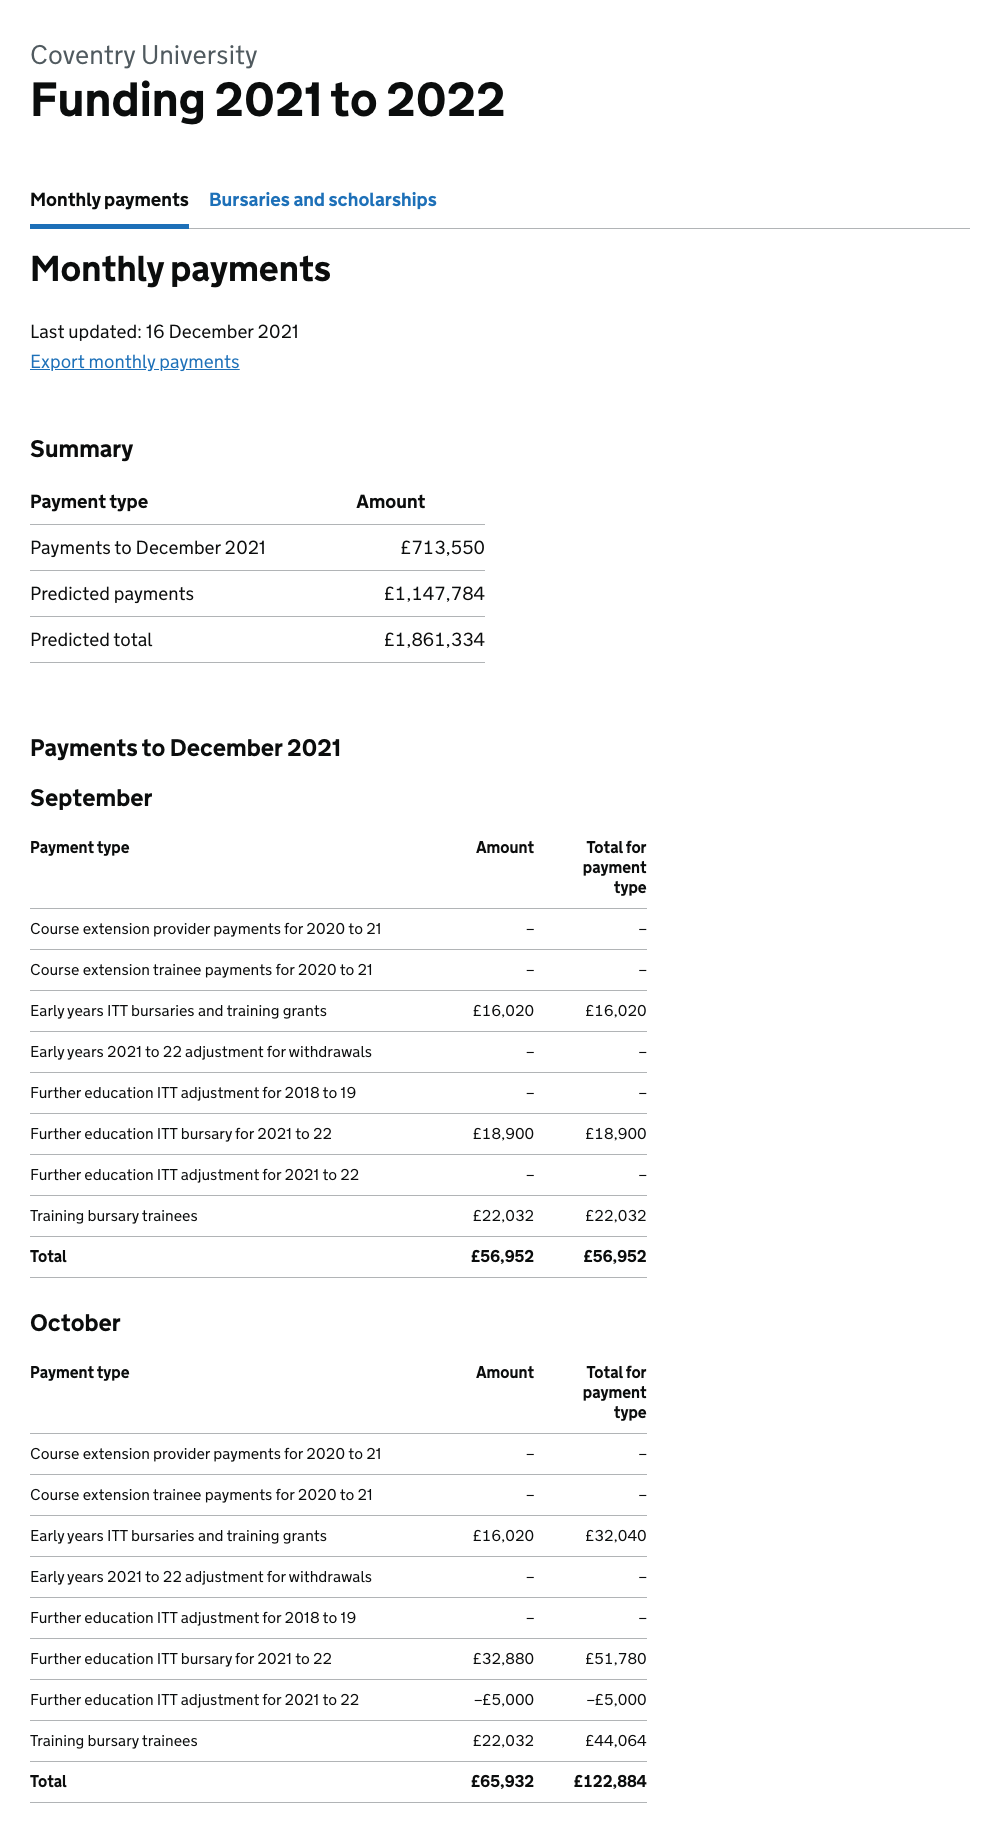 Coventry University
Funding 2021 to 2022
Monthly payments Bursaries and scholarships
Monthly payments
Last updated: 16 December 2021
Export monthly payments
Summary
Payment type Amount
Payments to December 2021 £713,550
Predicted payments £1,147,784
Predicted total £1,861,334
Payments to December 2021
September
Payment type Amount Total for
payment
type
Course extension provider payments for 2020 to 21 – –
Course extension trainee payments for 2020 to 21 – –
Early years ITT bursaries and training grants £16,020 £16,020
Early years 2021 to 22 adjustment for withdrawals – –
Further education ITT adjustment for 2018 to 19 – –
Further education ITT bursary for 2021 to 22 £18,900 £18,900
Further education ITT adjustment for 2021 to 22 – –
Training bursary trainees £22,032 £22,032
Total £56,952 £56,952
October
Payment type Amount Total for
payment
type
Course extension provider payments for 2020 to 21 – –
Course extension trainee payments for 2020 to 21 – –
Early years ITT bursaries and training grants £16,020 £32,040
Early years 2021 to 22 adjustment for withdrawals – –
Further education ITT adjustment for 2018 to 19 – –
Further education ITT bursary for 2021 to 22 £32,880 £51,780
Further education ITT adjustment for 2021 to 22 –£5,000 –£5,000
Training bursary trainees £22,032 £44,064
Total £65,932 £122,884